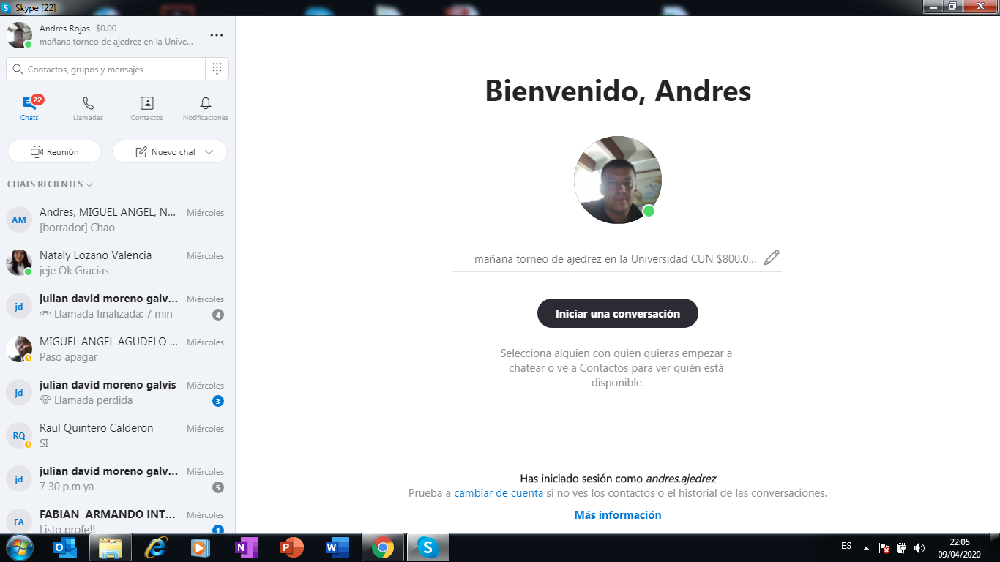 Skype [22]
Andres Rojas $0.00
mañana torneo de ajedrez en la Unive...
Contactos, grupos y mensajes
22
Chats
Llamadas
Contactos
Notificaciones
Reunión
Nuevo chat
CHATS RECIENTES
AM
Andres, MIGUEL ANGEL, N...
Miércoles
[borrador] Chao
Nataly Lozano Valencia
Miércoles
jeje Ok Gracias
jd
julian david moreno galv...
Miércoles
Llamada finalizada: 7 min
4
MIGUEL ANGEL AGUDELO ...
Miércoles
Paso apagar
jd
julian david moreno galvis
Miércoles
Llamada perdida
3
RQ
Raul Quintero Calderon
Miércoles
SI
jd
julian david moreno galv...
Miércoles
7 30 p.m ya
5
FA
FABIAN ARMANDO INT...
Miércoles
Listo profe!!
1
Bienvenido, Andres
mañana torneo de ajedrez en la Universidad CUN $800.0...
Iniciar una conversación
Selecciona alguien con quien quieras empezar a
chatear o ve a Contactos para ver quién está
disponible.
Has iniciado sesión como andres.ajedrez
Prueba a cambiar de cuenta si no ves los contactos o el historial de las conversaciones.
Más información
ES
22:05
09/04/2020